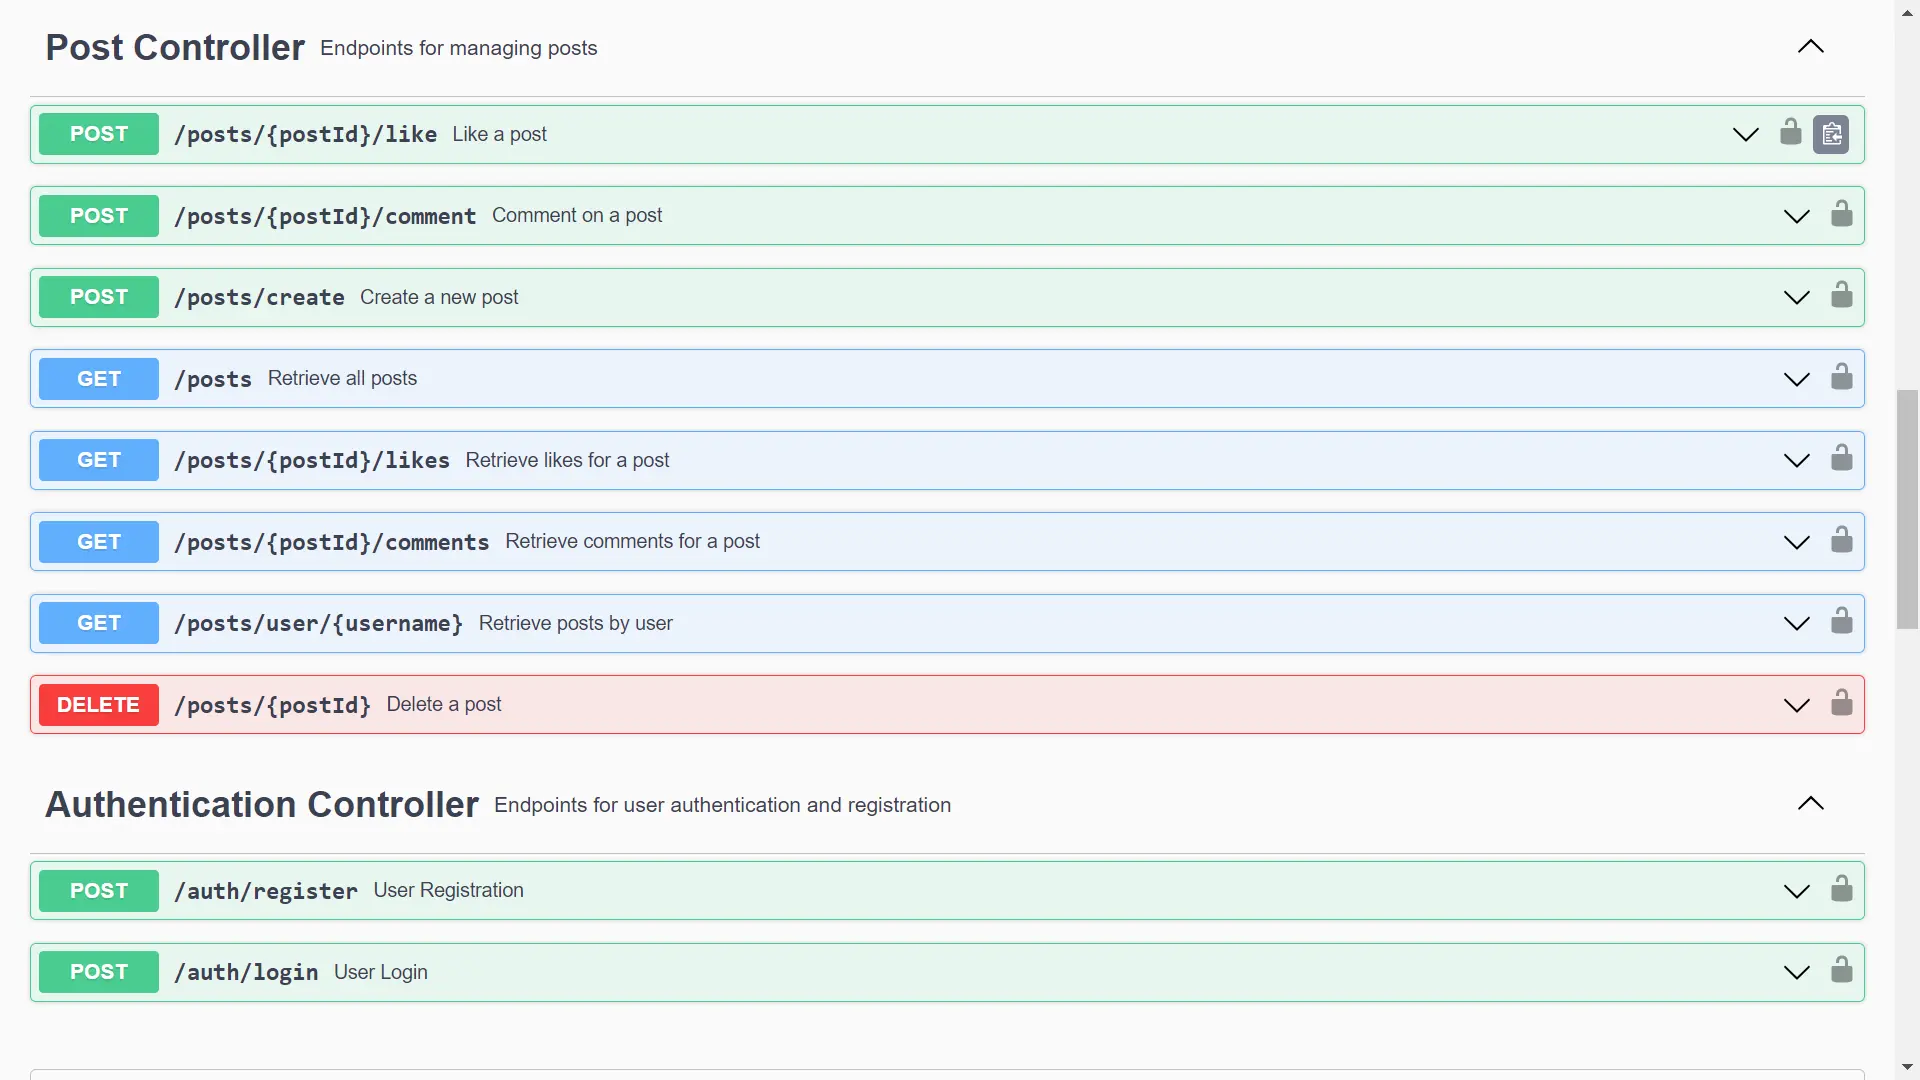 Post Controller Endpoints for managing posts
POST /posts/{postId}/like Like a post
POST /posts/{postId}/comment Comment on a post
POST /posts/create Create a new post
GET /posts Retrieve all posts
GET /posts/{postId}/likes Retrieve likes for a post
GET /posts/{postId}/comments Retrieve comments for a post
GET /posts/user/{username} Retrieve posts by user
DELETE /posts/{postId} Delete a post
Authentication Controller Endpoints for user authentication and registration
POST /auth/register User Registration
POST /auth/login User Login